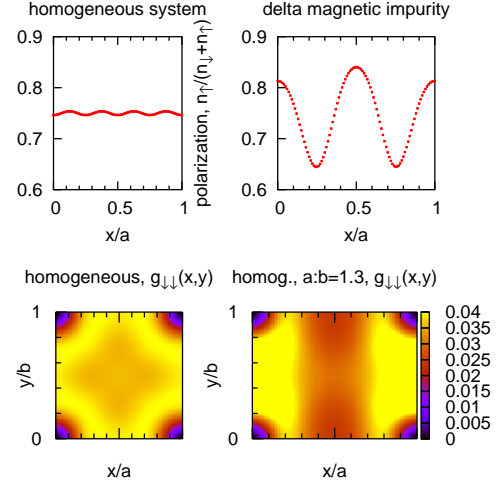 homogeneous system
delta magnetic impurity
0.9
0.8
0.7
0.6
0 0.5 1
x/a
polarization, n↑/(n↓+n↑)
0.9
0.8
0.7
0.6
0 0.5 1
x/a
homogeneous, g↓↓(x,y)
homog., a:b=1.3, g↓↓(x,y)
1
y/b
0
x/a
1
y/b
0
x/a
0.04
0.035
0.03
0.025
0.02
0.015
0.01
0.005
0